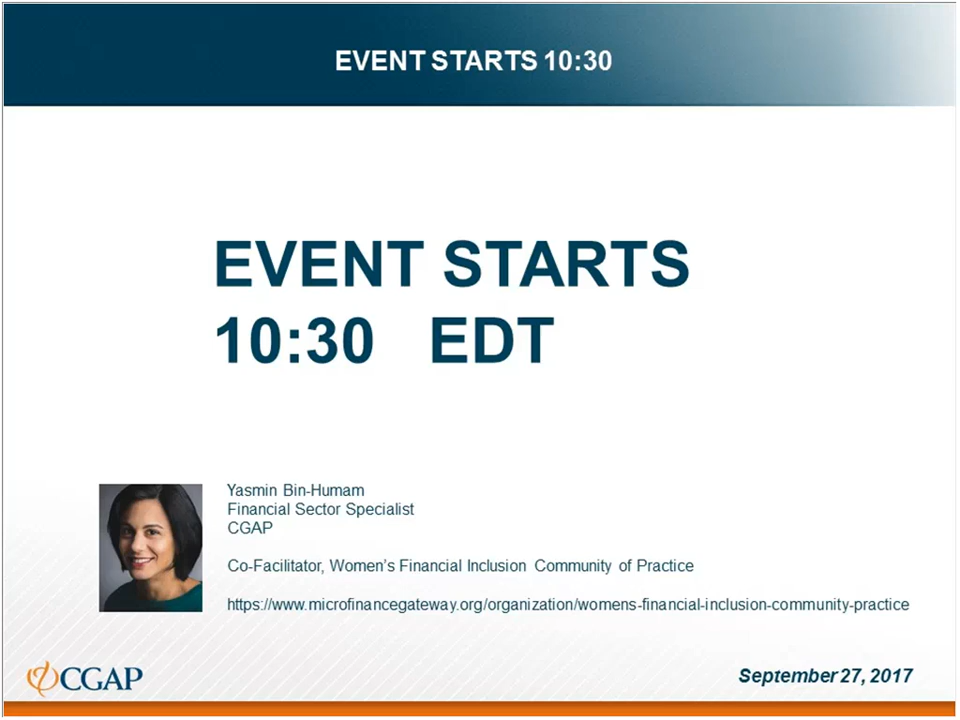 EVENT STARTS 10:30
EVENT STARTS
10:30 EDT
Yasmin Bin-Humam
Financial Sector Specialist
CGAP
Co-Facilitator, Women’s Financial Inclusion Community of Practice
https://www.microfinancegateway.org/organization/womens-financial-inclusion-community-practice
CGAP
September 27, 2017